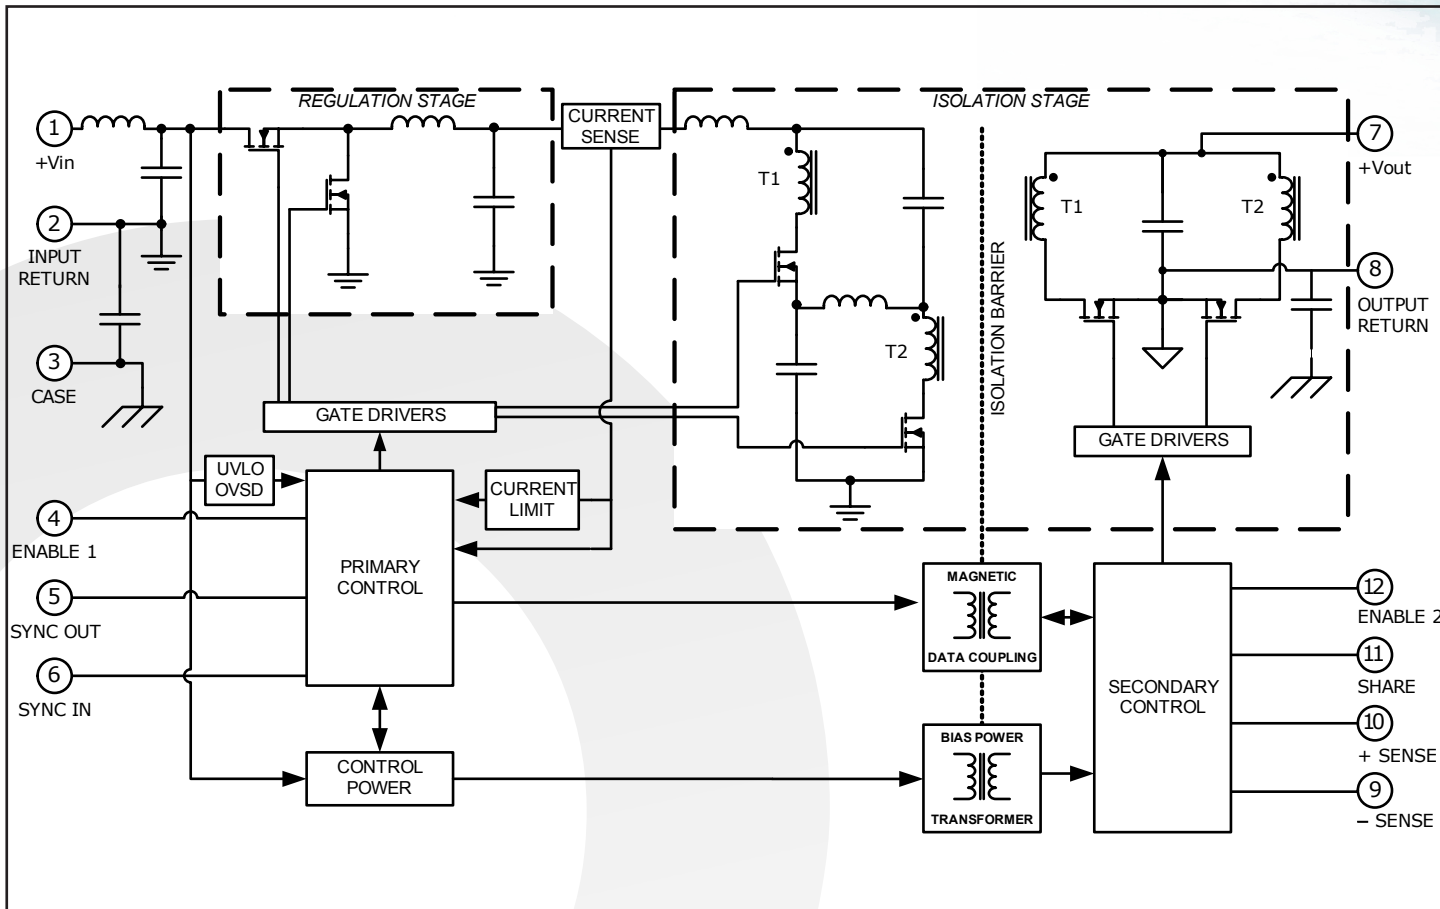 REGULATION STAGE
CURRENT
SENSE
ISOLATION STAGE
1
+Vin
2
INPUT
RETURN
3
CASE
T1
T2
ISOLATION BARRIER
T1
T2
7
+Vout
8
OUTPUT
RETURN
GATE DRIVERS
GATE DRIVERS
UVLO
OVSD
CURRENT
LIMIT
4
ENABLE 1
5
SYNC OUT
6
SYNC IN
PRIMARY
CONTROL
CONTROL
POWER
MAGNETIC
DATA COUPLING
BIAS POWER
TRANSFORMER
SECONDARY
CONTROL
12
ENABLE 2
11
SHARE
10
+ SENSE
9
– SENSE